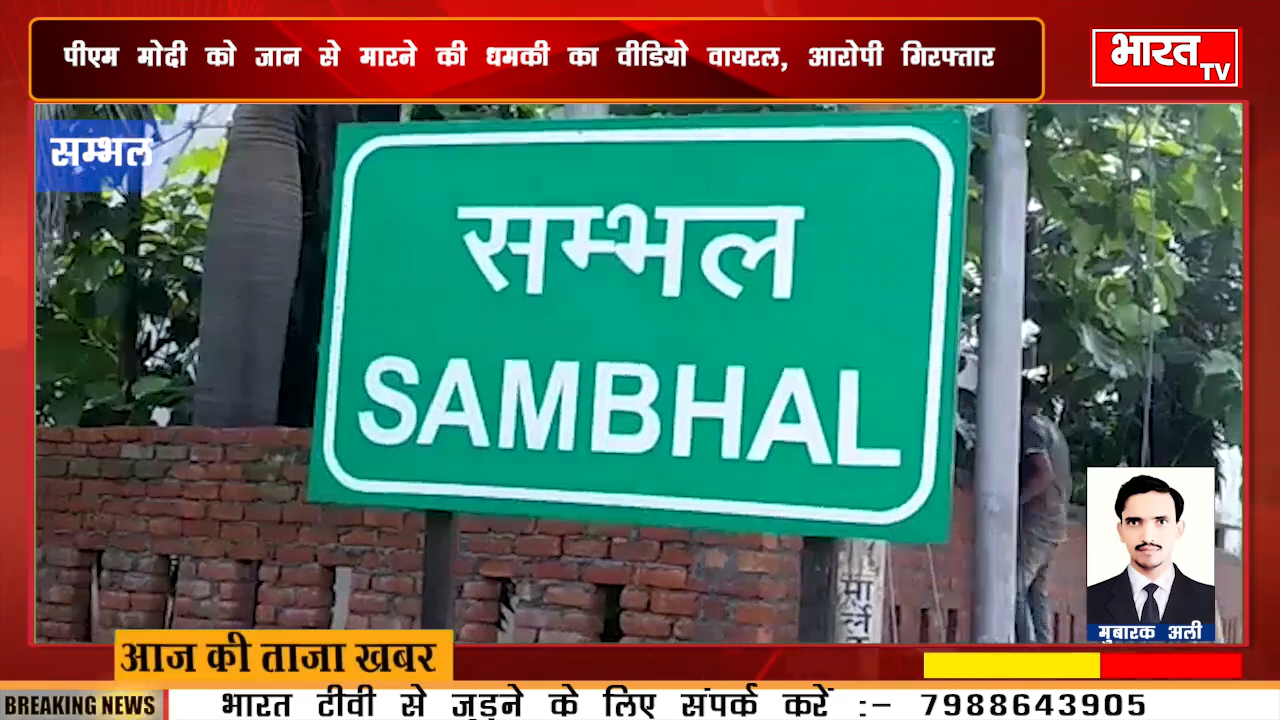 पीएम मोदी को जान से मारने की धमकी का वीडियो वायरल, आरोपी गिरफ्तार
भारत
TV
सम्भल
सम्भल
SAMBHAL
मुबारक अली
आज की ताजा खबर
BREAKING NEWS
भारत टीवी से जुड़ने के लिए संपर्क करें :- 7988643905